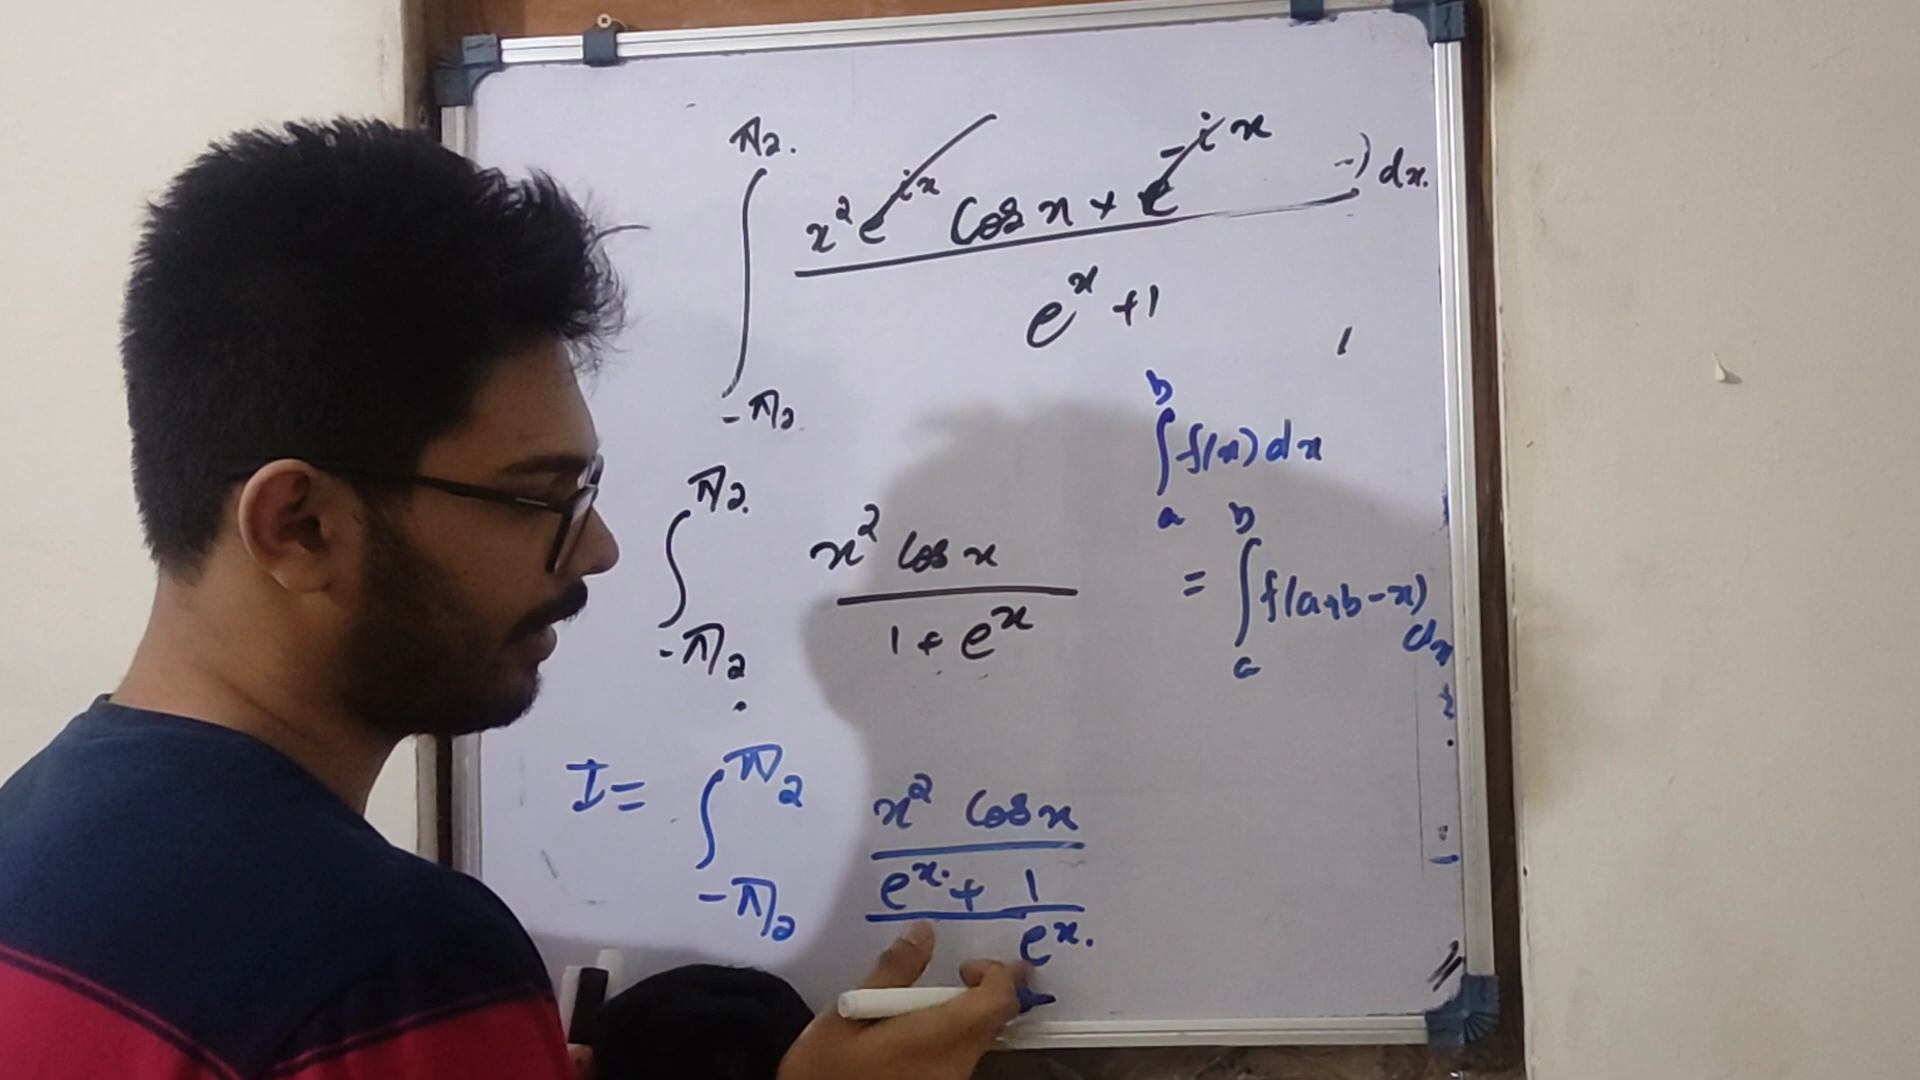 π/2.
x² e^ix cos x + e^-ix -) dx.
e^x + 1
-π/2
b
∫ f(x) dx
a
b
= ∫ f(a+b-x) dx
a
π/2.
∫ x² cos x
1 + e^x
-π/2
I = ∫ π/2
x² cos x
e^x. + 1
e^x.
-π/2